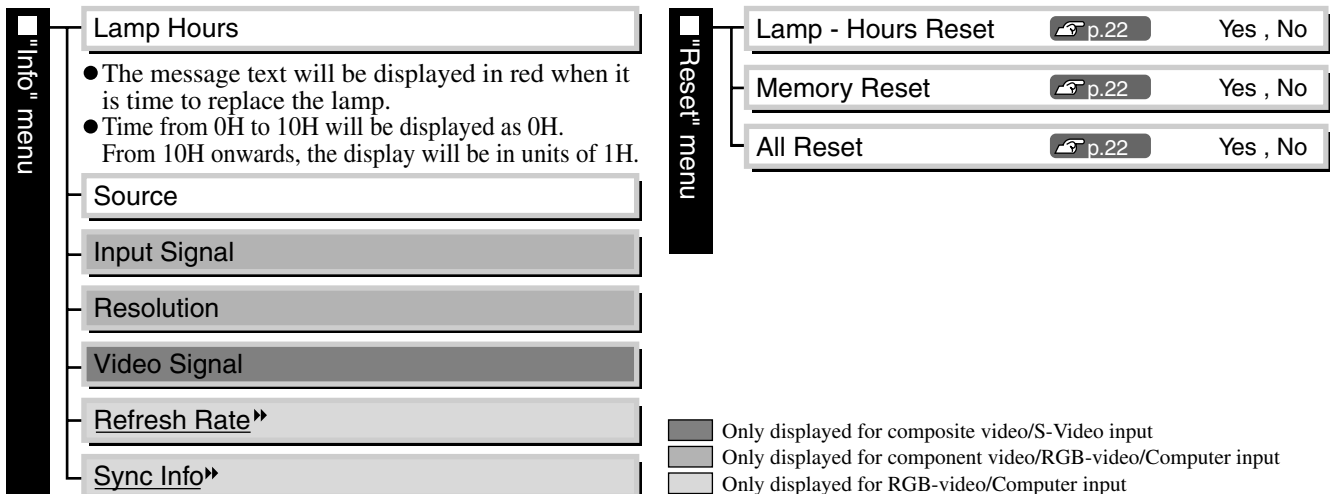 ■"Info" menu
Lamp Hours
●The message text will be displayed in red when it
is time to replace the lamp.
●Time from 0H to 10H will be displayed as 0H.
From 10H onwards, the display will be in units of 1H.
Source
Input Signal
Resolution
Video Signal
Refresh Rate
Sync Info
■"Reset" menu
Lamp - Hours Reset p.22 Yes , No
Memory Reset p.22 Yes , No
All Reset p.22 Yes , No
Only displayed for composite video/S-Video input
Only displayed for component video/RGB-video/Computer input
Only displayed for RGB-video/Computer input